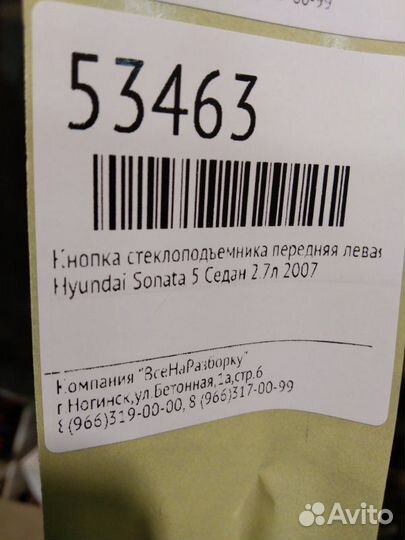 53463
Кнопка стеклоподъемника передняя левая
Hyundai Sonata 5 Седан 2.7л 2007
Компания "ВсеНаРазборку"
г.Ногинск,ул.Бетонная,1а,стр.6
8 (966)319-00-00, 8 (966)317-00-99
Avito